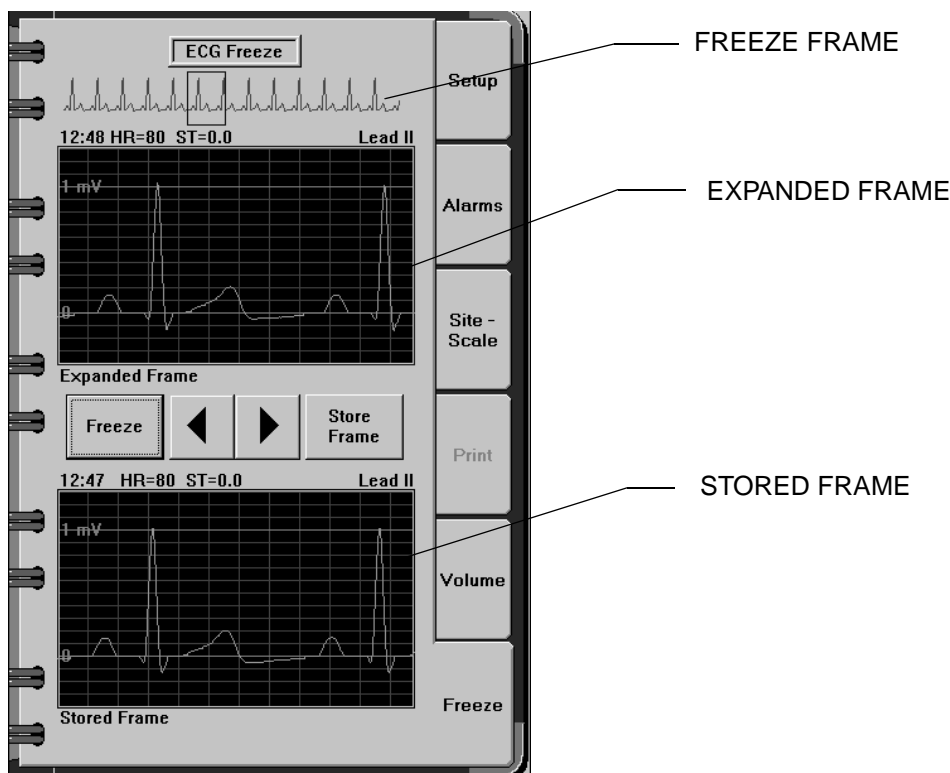 ECG Freeze
FREEZE FRAME
Setup
12:48 HR=80 ST=0.0 Lead II
1 mV
EXPANDED FRAME
Alarms
0
Site -
Scale
Expanded Frame
Freeze
Store
Frame
Print
12:47 HR=80 ST=0.0 Lead II
STORED FRAME
1 mV
Volume
0
Freeze
Stored Frame